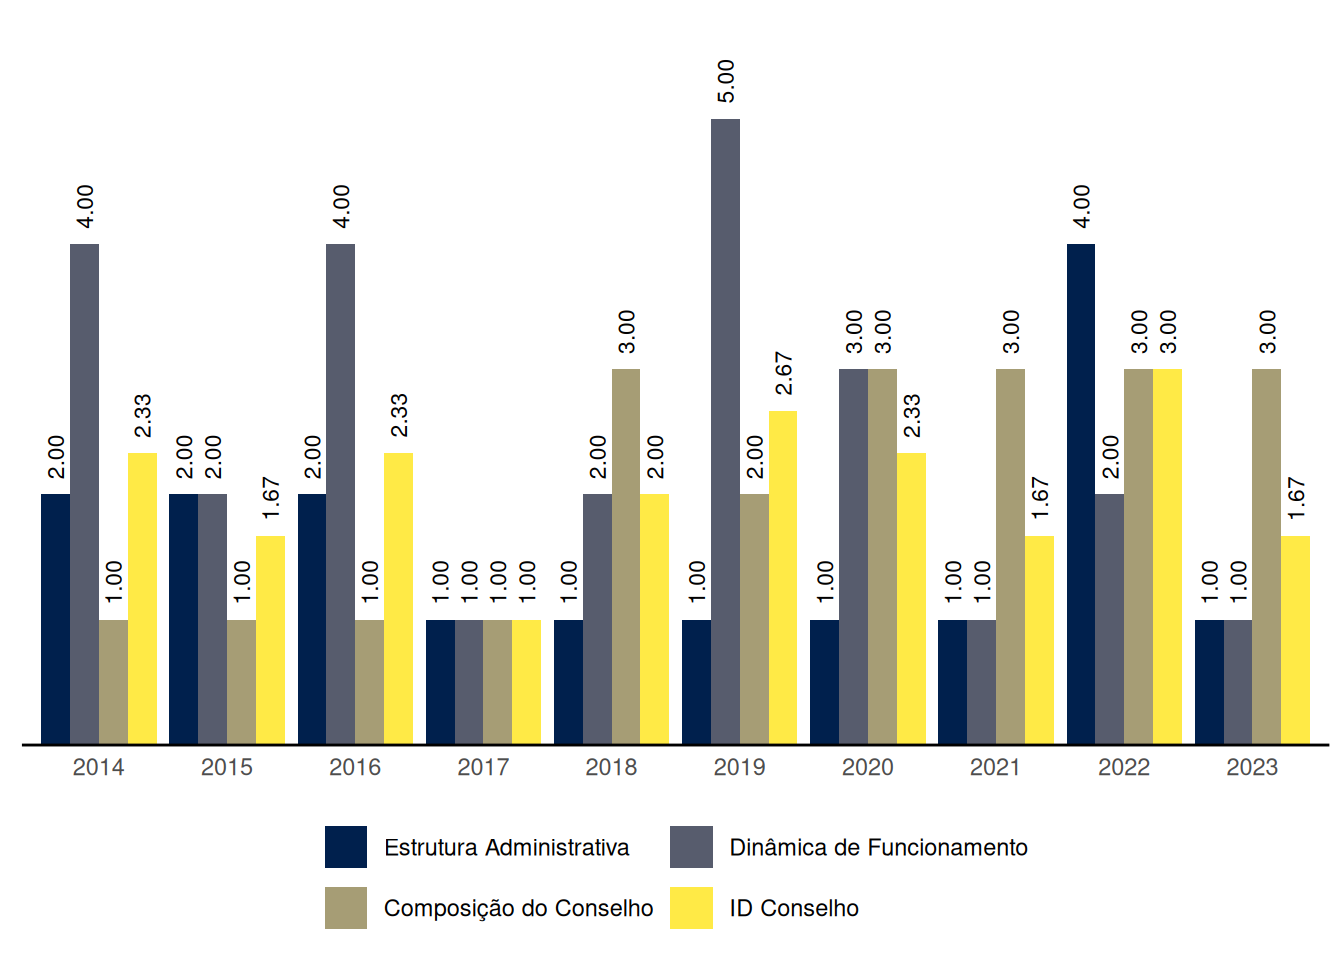 5.00
4.00 4.00 4.00
3.00 3.00 3.00 3.00 3.00 3.00 3.00
2.67
2.33 2.33 2.33
2.00 2.00 2.00 2.00 2.00 2.00 2.00 2.00
1.67 1.67 1.67
1.00 1.00 1.00 1.00 1.00 1.00 1.00 1.00 1.00 1.00 1.00 1.00 1.00 1.00
2014 2015 2016 2017 2018 2019 2020 2021 2022 2023
Estrutura Administrativa Dinâmica de Funcionamento
Composição do Conselho ID Conselho